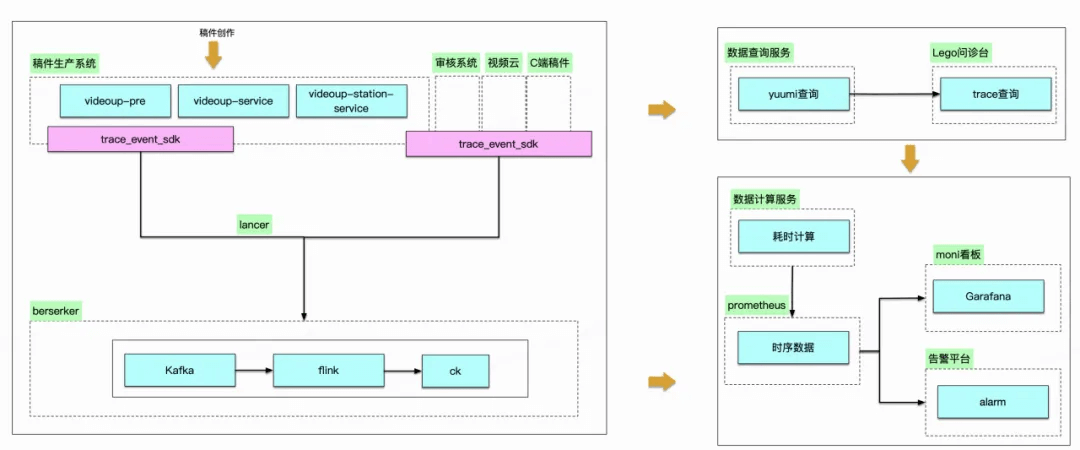 稿件创作
稿件生产系统
审核系统
视频云
C端稿件
videoup-pre
videoup-service
videoup-station-
service
trace_event_sdk
trace_event_sdk
lancer
berserker
Kafka
flink
ck
数据查询服务
Lego问诊台
yuumi查询
trace查询
数据计算服务
耗时计算
prometheus
时序数据
moni看板
Garafana
告警平台
alarm